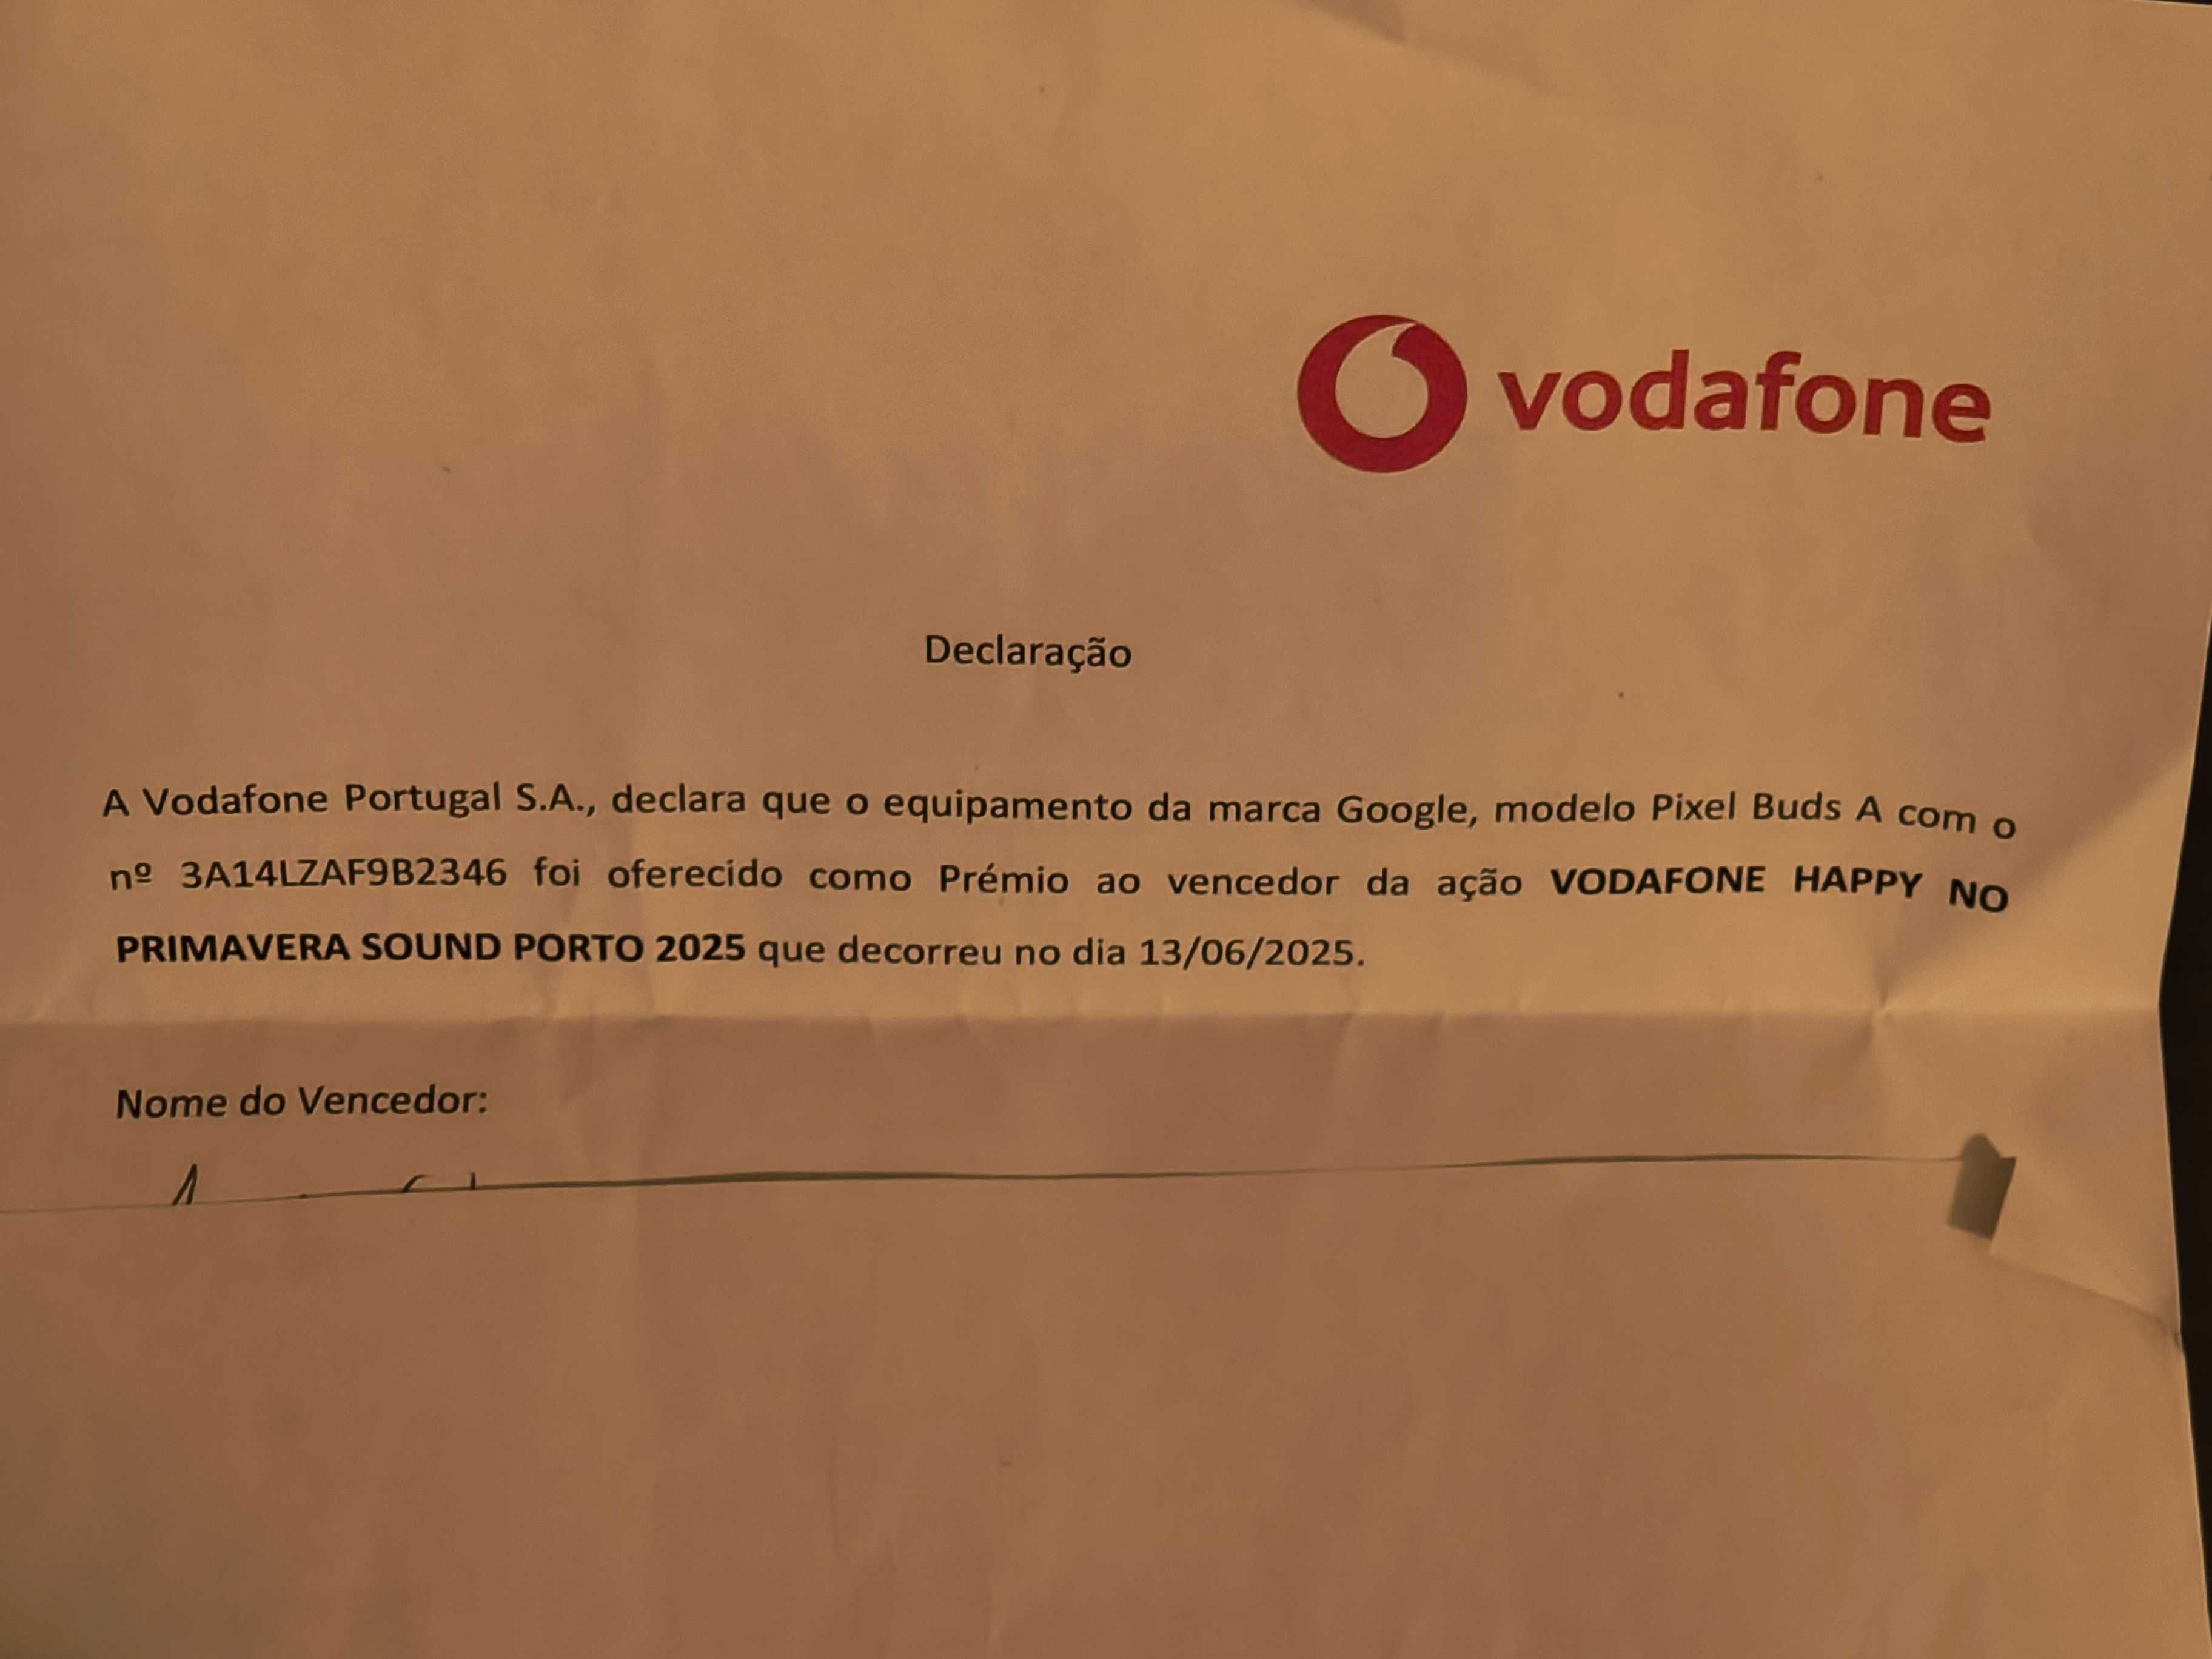 vodafone
Declaração
A Vodafone Portugal S.A., declara que o equipamento da marca Google, modelo Pixel Buds A com o
nº 3A14LZAF9B2346 foi oferecido como Prémio ao vencedor da ação VODAFONE HAPPY NO
PRIMAVERA SOUND PORTO 2025 que decorreu no dia 13/06/2025.
Nome do Vencedor: